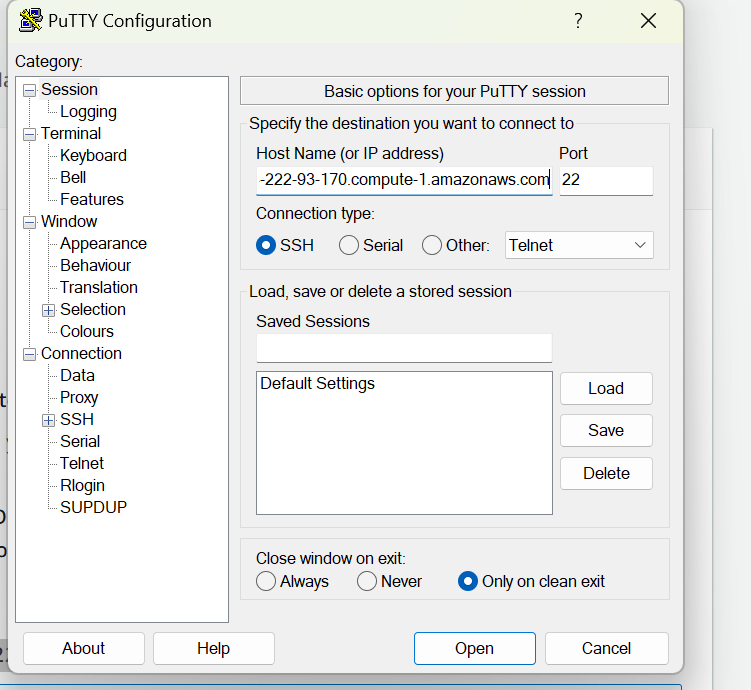 PuTTY Configuration
?
Category:
Session
Logging
Terminal
Keyboard
Bell
Features
Window
Appearance
Behaviour
Translation
Selection
Colours
Connection
Data
Proxy
SSH
Serial
Telnet
Rlogin
SUPDUP
Basic options for your PuTTY session
Specify the destination you want to connect to
Host Name (or IP address) Port
-222-93-170.compute-1.amazonaws.com 22
Connection type:
SSH Serial Other: Telnet
Load, save or delete a stored session
Saved Sessions
Default Settings
Load
Save
Delete
Close window on exit:
Always Never Only on clean exit
About Help Open Cancel